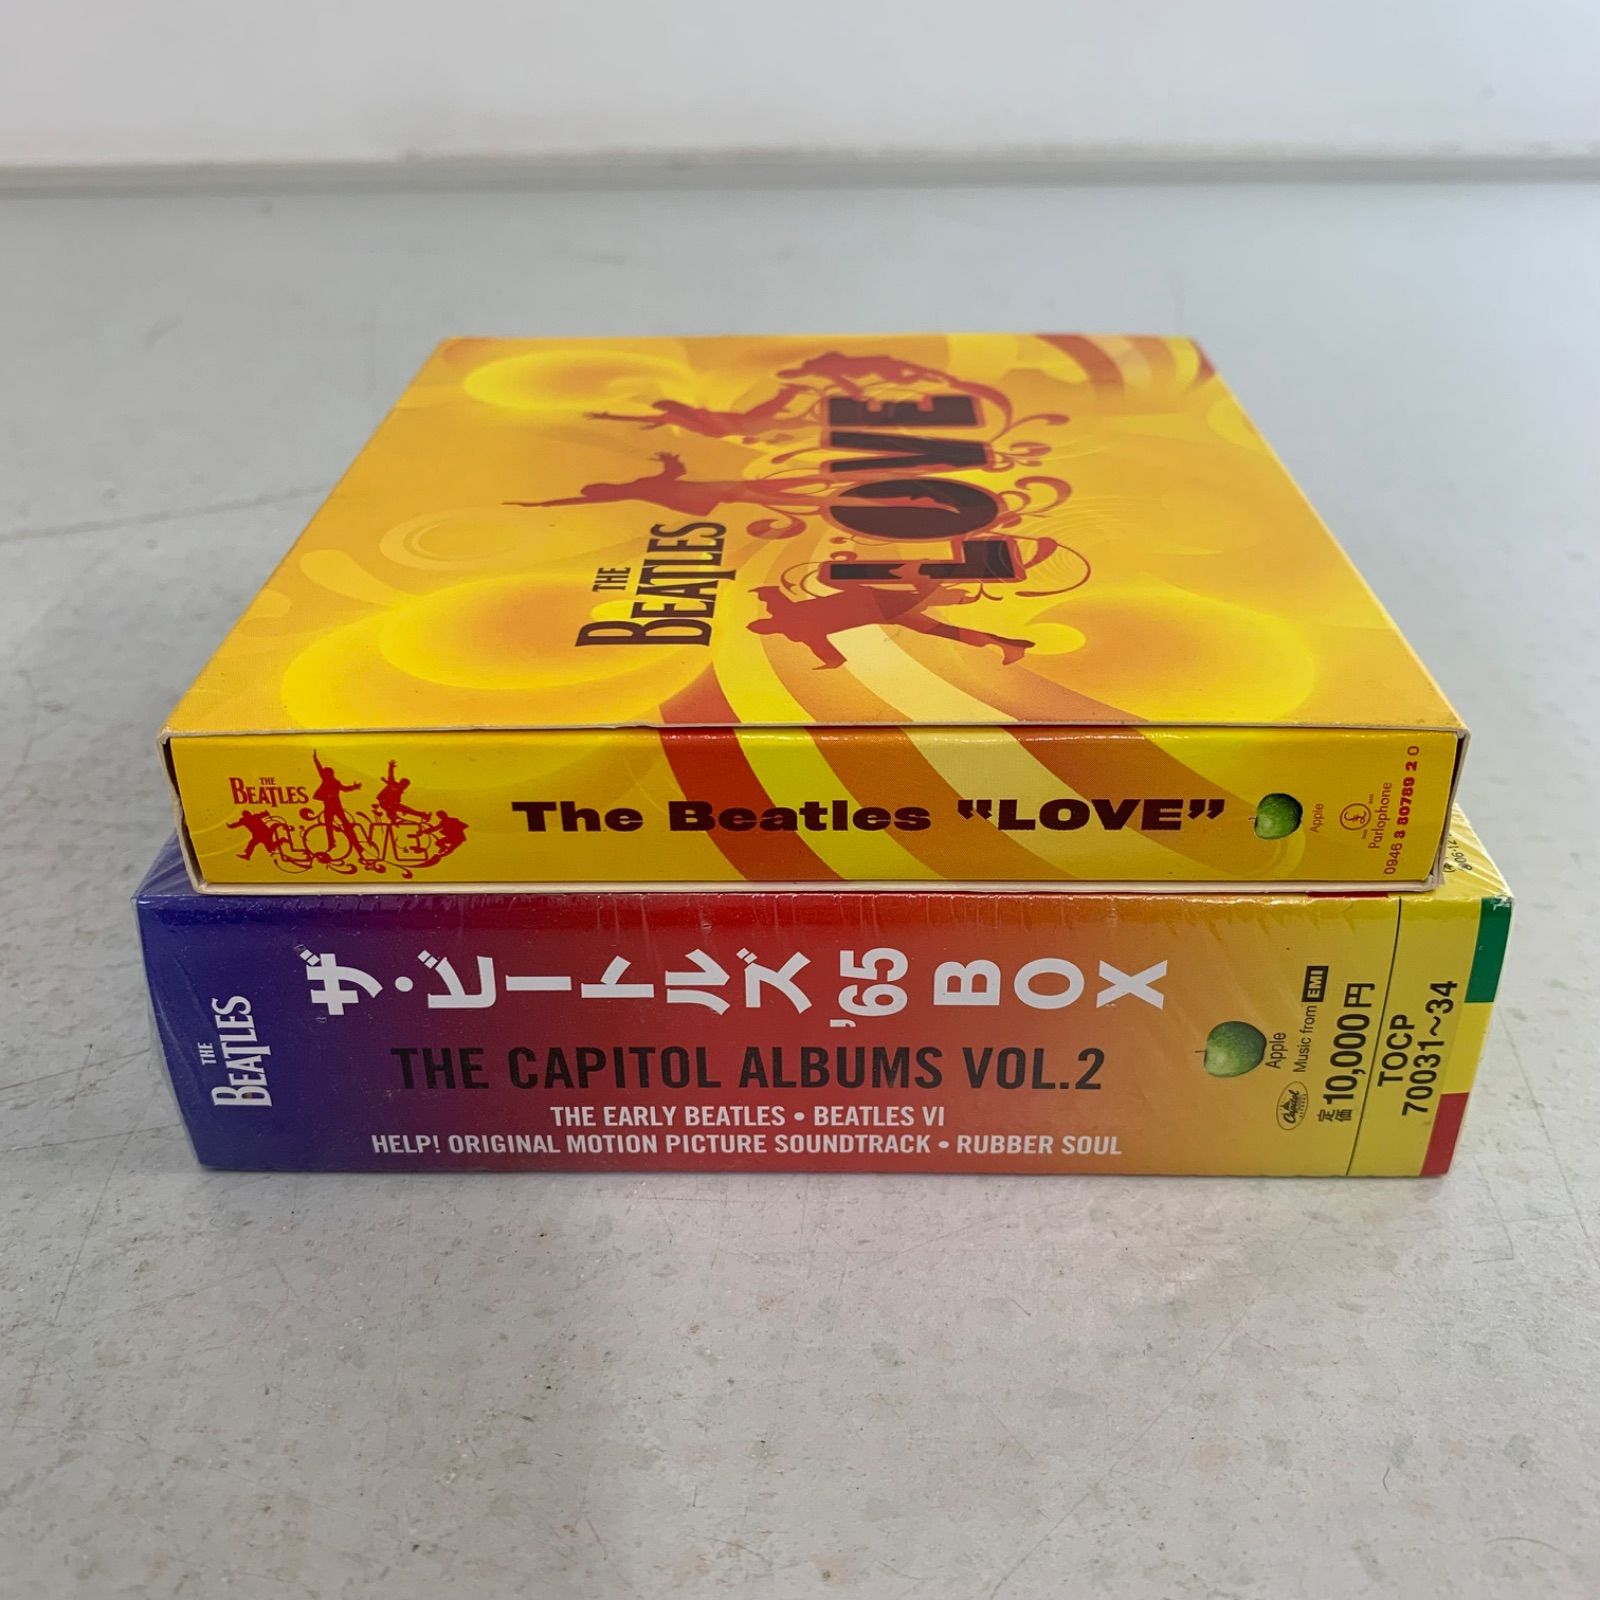 THE
BEATLES
LOVE
THE
BEATLES
LOVE
The Beatles "LOVE"
Apple
Parlophone
0946 3 80789 2 0
THE
BEATLES
ザ・ビートルズ '65 BOX
THE CAPITOL ALBUMS VOL.2
THE EARLY BEATLES • BEATLES VI
HELP! ORIGINAL MOTION PICTURE SOUNDTRACK • RUBBER SOUL
Apple
Capitol
Music from EMI
定価 10,000円
TOCP
70031~34